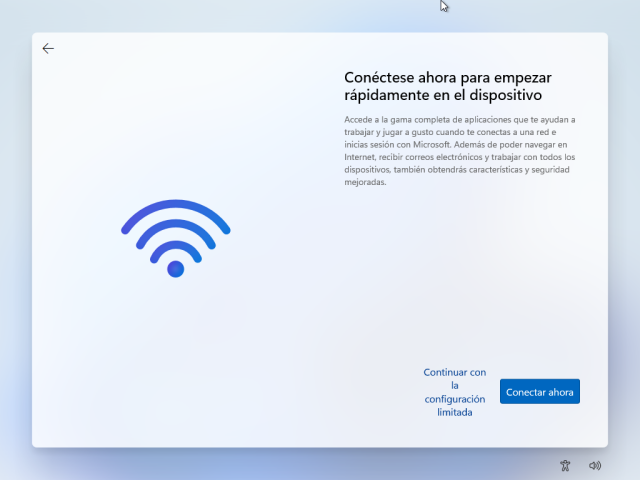 Conéctese ahora para empezar
rápidamente en el dispositivo
Accede a la gama completa de aplicaciones que te ayudan a
trabajar y jugar a gusto cuando te conectas a una red e
inicias sesión con Microsoft. Además de poder navegar en
Internet, recibir correos electrónicos y trabajar con todos los
dispositivos, también obtendrás características y seguridad
mejoradas.
Continuar con
la
configuración
limitada
Conectar ahora